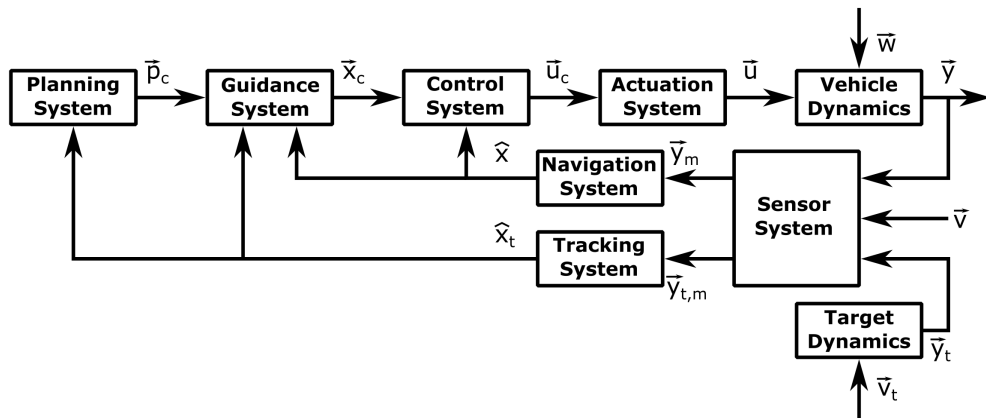 Planning System
p⃗c
Guidance System
x⃗c
Control System
u⃗c
Actuation System
u⃗
w⃗
Vehicle Dynamics
y⃗
x̂
Navigation System
y⃗m
Sensor System
v⃗
x̂t
Tracking System
y⃗t,m
Target Dynamics
y⃗t
v⃗t